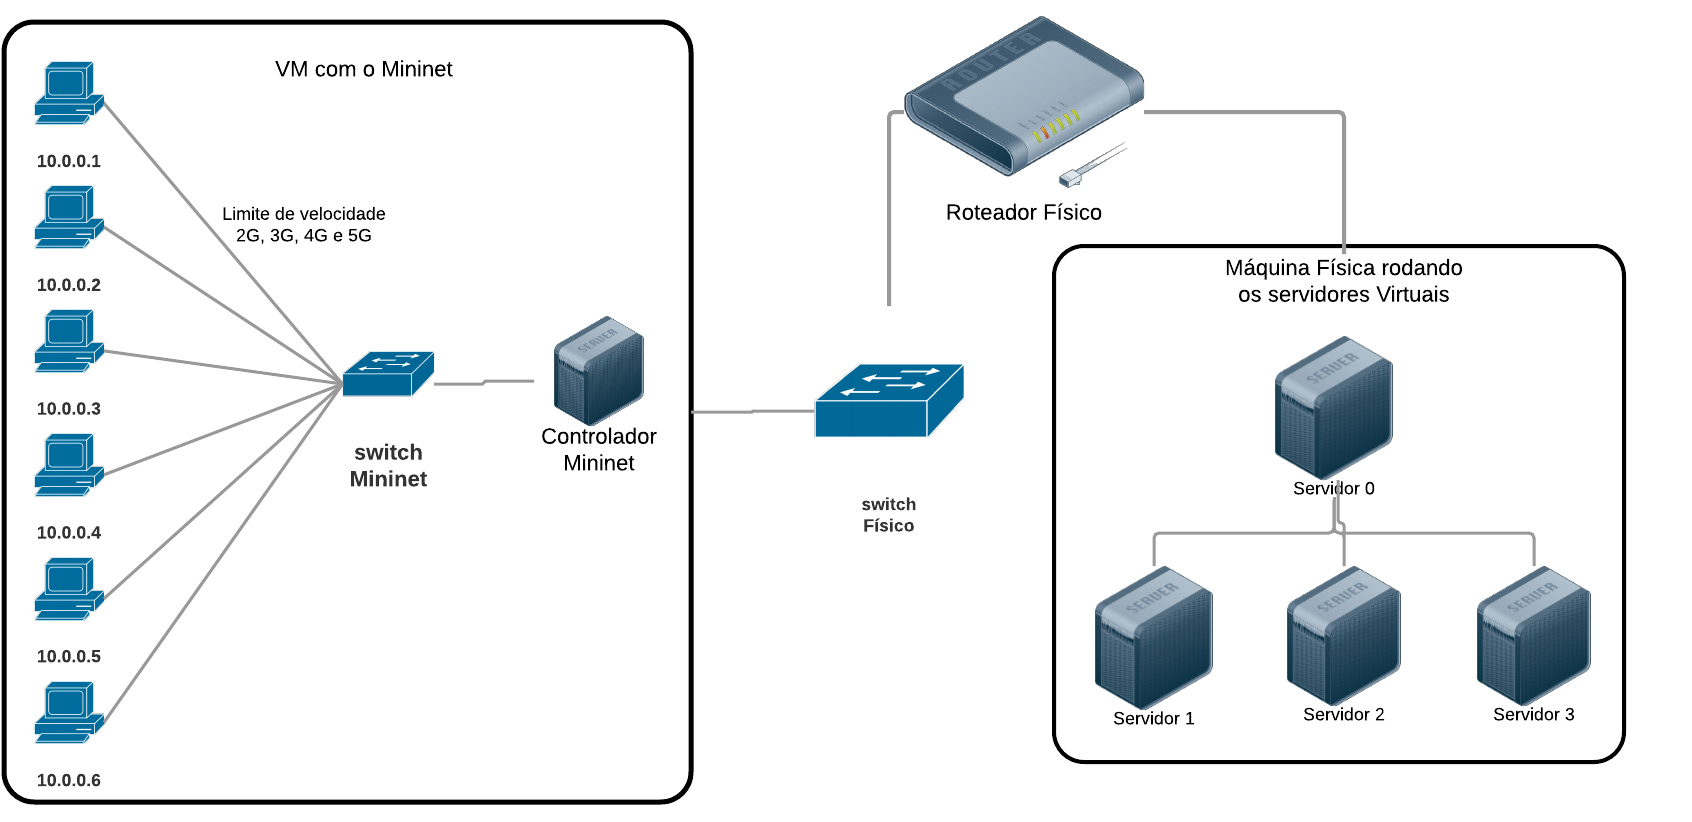 VM com o Mininet
10.0.0.1
10.0.0.2
10.0.0.3
10.0.0.4
10.0.0.5
10.0.0.6
Limite de velocidade
2G, 3G, 4G e 5G
switch
Mininet
SERVER
Controlador
Mininet
switch
Físico
ROUTER
Roteador Físico
Máquina Física rodando
os servidores Virtuais
SERVER
Servidor 0
SERVER
Servidor 1
SERVER
Servidor 2
SERVER
Servidor 3